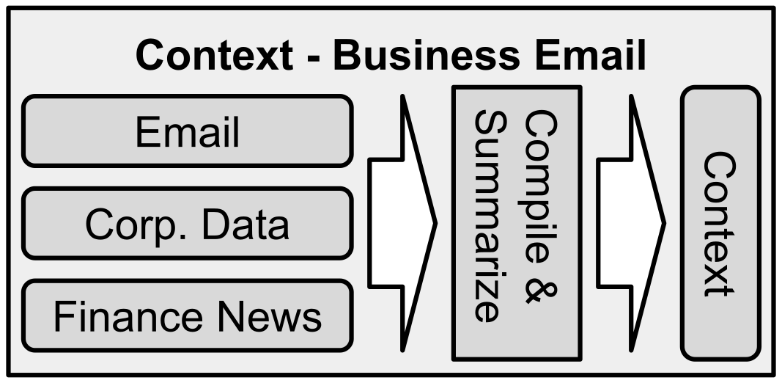 Context - Business Email
Email
Corp. Data
Finance News
Compile &
Summarize
Context